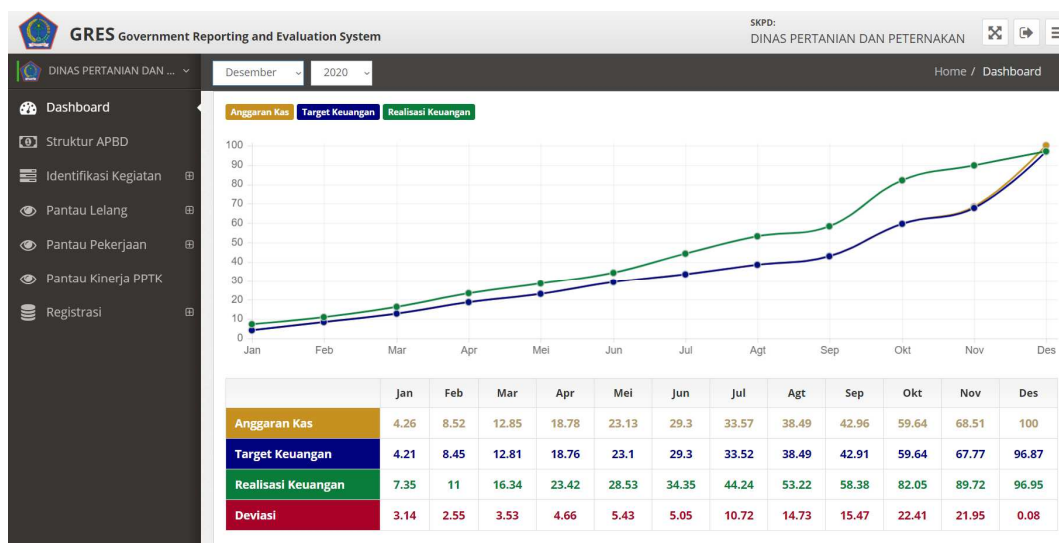 GRES Government Reporting and Evaluation System
SKPD:
DINAS PERTANIAN DAN PETERNAKAN
DINAS PERTANIAN DAN ...
Desember 2020
Home / Dashboard
Dashboard
Struktur APBD
Identifikasi Kegiatan
Pantau Lelang
Pantau Pekerjaan
Pantau Kinerja PPTK
Registrasi
Anggaran Kas Target Keuangan Realisasi Keuangan
100
90
80
70
60
50
40
30
20
10
0
Jan Feb Mar Apr Mei Jun Jul Agt Sep Okt Nov Des
Jan Feb Mar Apr Mei Jun Jul Agt Sep Okt Nov Des
Anggaran Kas 4.26 8.52 12.85 18.78 23.13 29.3 33.57 38.49 42.96 59.64 68.51 100
Target Keuangan 4.21 8.45 12.81 18.76 23.1 29.3 33.52 38.49 42.91 59.64 67.77 96.87
Realisasi Keuangan 7.35 11 16.34 23.42 28.53 34.35 44.24 53.22 58.38 82.05 89.72 96.95
Deviasi 3.14 2.55 3.53 4.66 5.43 5.05 10.72 14.73 15.47 22.41 21.95 0.08